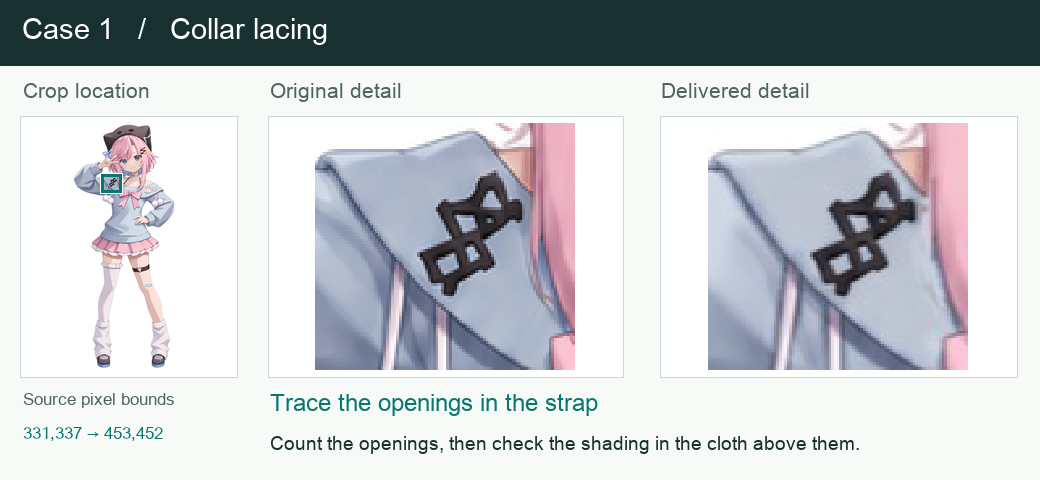 Case 1 / Collar lacing
Crop location
Original detail
Delivered detail
Source pixel bounds
331,337 → 453,452
Trace the openings in the strap
Count the openings, then check the shading in the cloth above them.